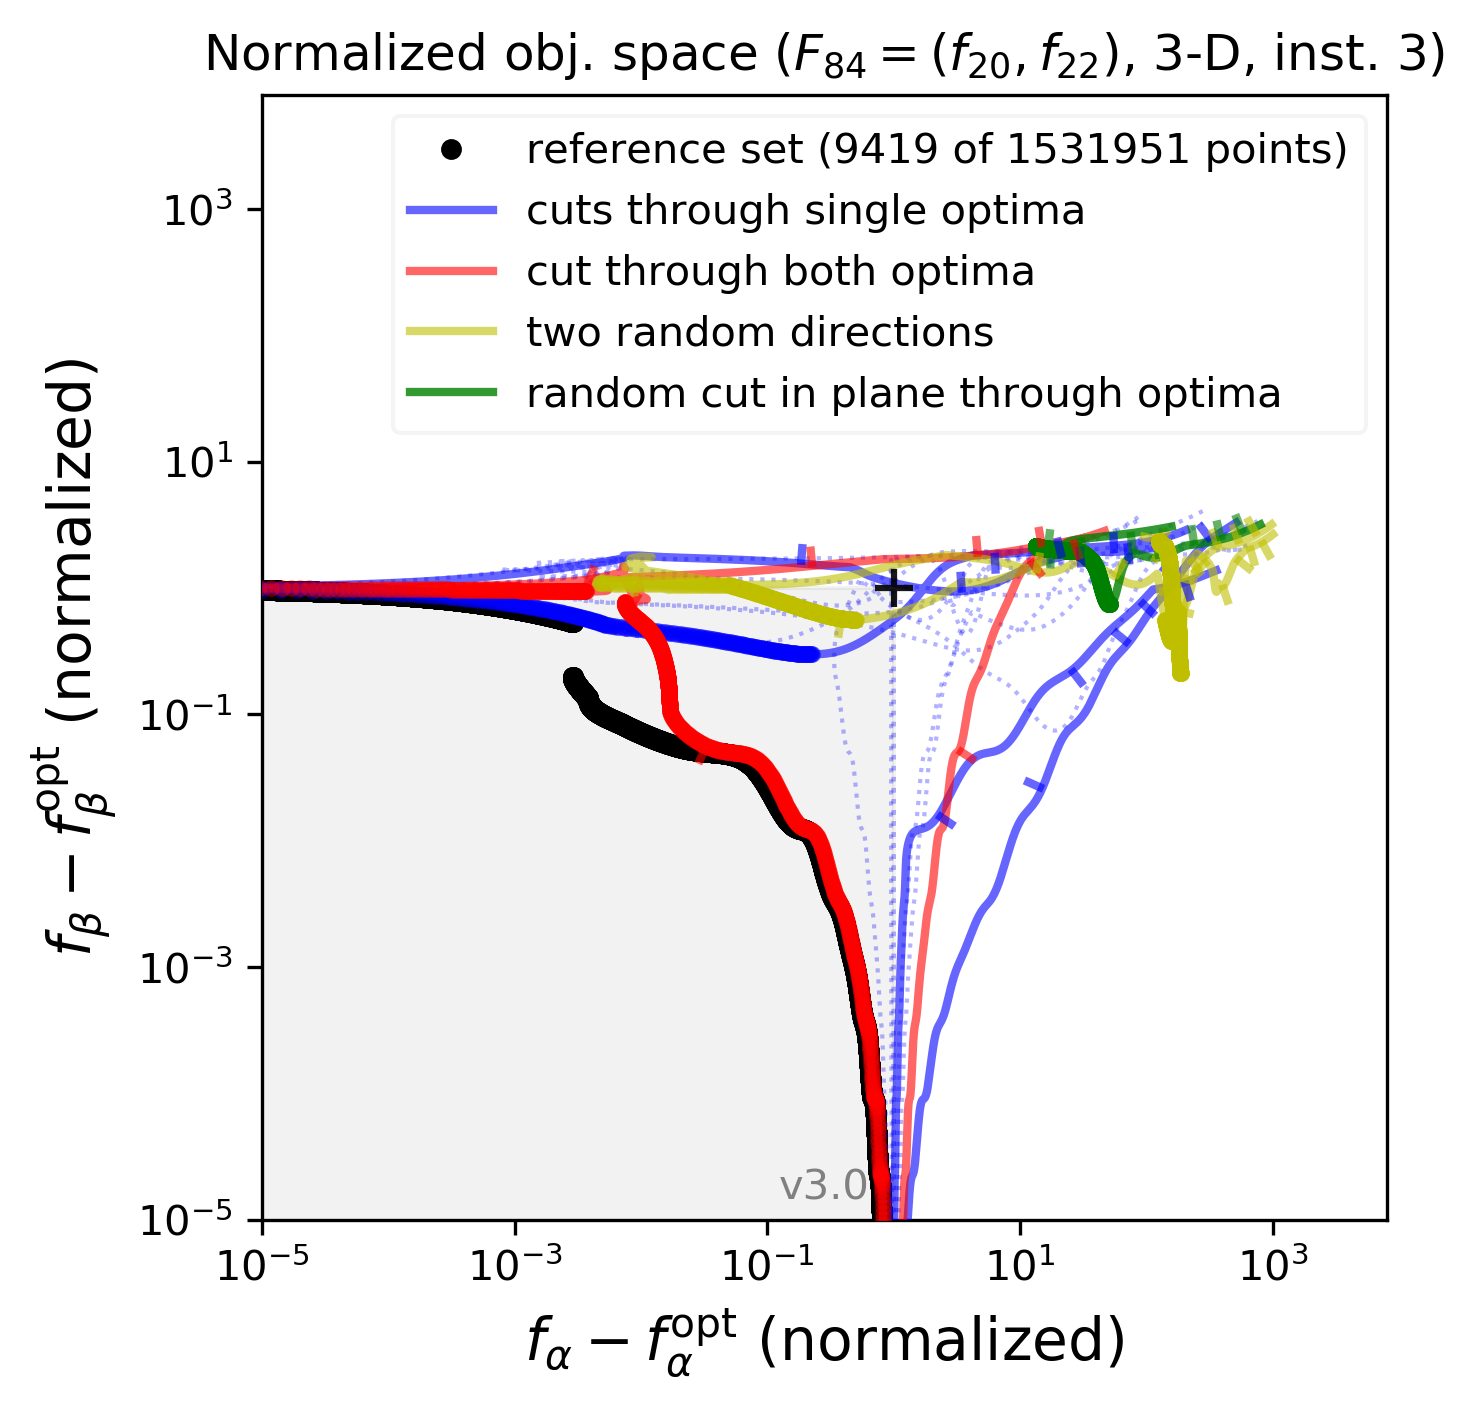 Normalized obj. space (F₈₄ = (f₂₀, f₂₂), 3-D, inst. 3)
reference set (9419 of 1531951 points)
cuts through single optima
cut through both optima
two random directions
random cut in plane through optima
10³
10¹
10⁻¹
10⁻³
10⁻⁵
f_β − f_β^opt (normalized)
v3.0
10⁻⁵
10⁻³
10⁻¹
10¹
10³
f_α − f_α^opt (normalized)